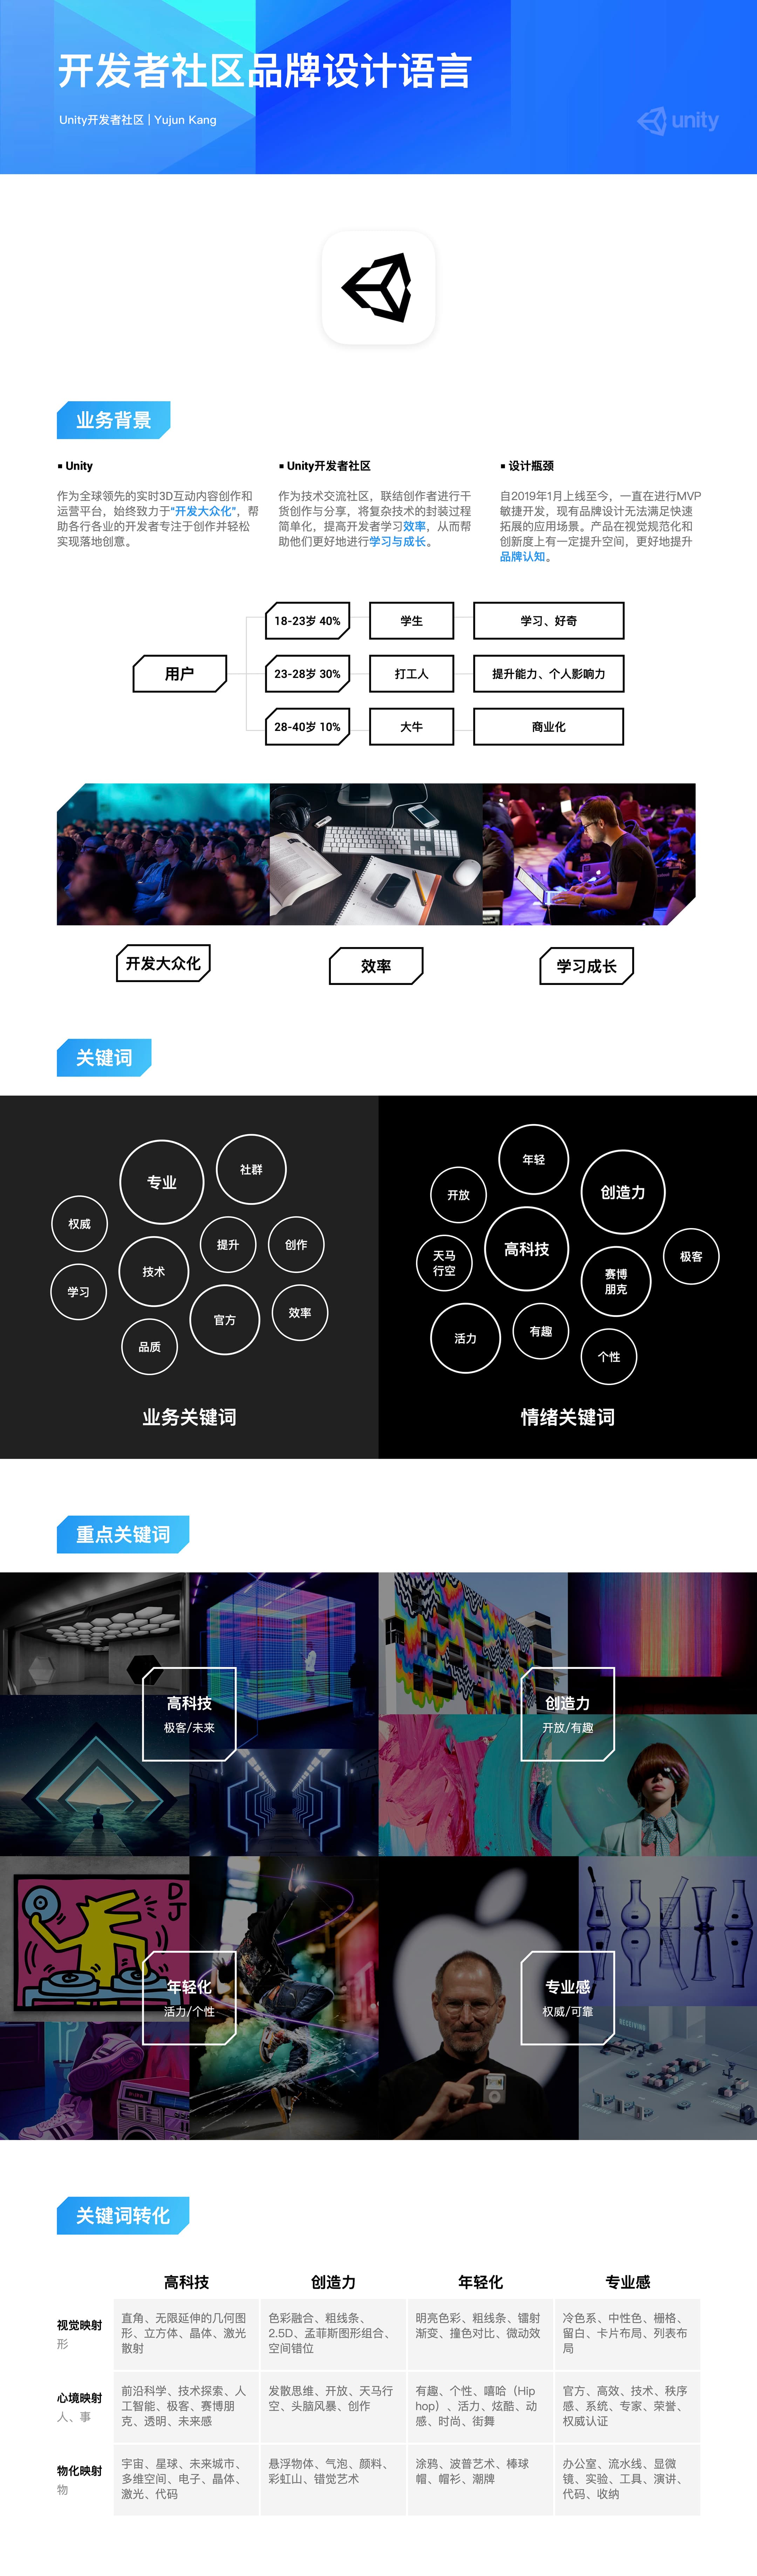 开发者社区品牌设计语言
Unity开发者社区 | Yujun Kang
unity
业务背景
▪ Unity
作为全球领先的实时3D互动内容创作和
运营平台，始终致力于“开发大众化”，帮
助各行各业的开发者专注于创作并轻松
实现落地创意。
▪ Unity开发者社区
作为技术交流社区，联结创作者进行干
货创作与分享，将复杂技术的封装过程
简单化，提高开发者学习效率，从而帮
助他们更好地进行学习与成长。
▪ 设计瓶颈
自2019年1月上线至今，一直在进行MVP
敏捷开发，现有品牌设计无法满足快速
拓展的应用场景。产品在视觉规范化和
创新度上有一定提升空间，更好地提升
品牌认知。
用户
18-23岁 40%
学生
学习、好奇
23-28岁 30%
打工人
提升能力、个人影响力
28-40岁 10%
大牛
商业化
开发大众化
效率
学习成长
关键词
专业
社群
权威
提升
创作
技术
学习
官方
效率
品质
业务关键词
年轻
开放
创造力
高科技
天马
行空
极客
赛博
朋克
活力
有趣
个性
情绪关键词
重点关键词
高科技
极客/未来
创造力
开放/有趣
DJ
年轻化
活力/个性
专业感
权威/可靠
RECEIVING
关键词转化
高科技
创造力
年轻化
专业感
视觉映射
形
直角、无限延伸的几何图
形、立方体、晶体、激光
散射
色彩融合、粗线条、
2.5D、孟菲斯图形组合、
空间错位
明亮色彩、粗线条、镭射
渐变、撞色对比、微动效
冷色系、中性色、栅格、
留白、卡片布局、列表布
局
心境映射
人、事
前沿科学、技术探索、人
工智能、极客、赛博朋
克、透明、未来感
发散思维、开放、天马行
空、头脑风暴、创作
有趣、个性、嘻哈（Hip
hop）、活力、炫酷、动
感、时尚、街舞
官方、高效、技术、秩序
感、系统、专家、荣誉、
权威认证
物化映射
物
宇宙、星球、未来城市、
多维空间、电子、晶体、
激光、代码
悬浮物体、气泡、颜料、
彩虹山、错觉艺术
涂鸦、波普艺术、棒球
帽、帽衫、潮牌
办公室、流水线、显微
镜、实验、工具、演讲、
代码、收纳